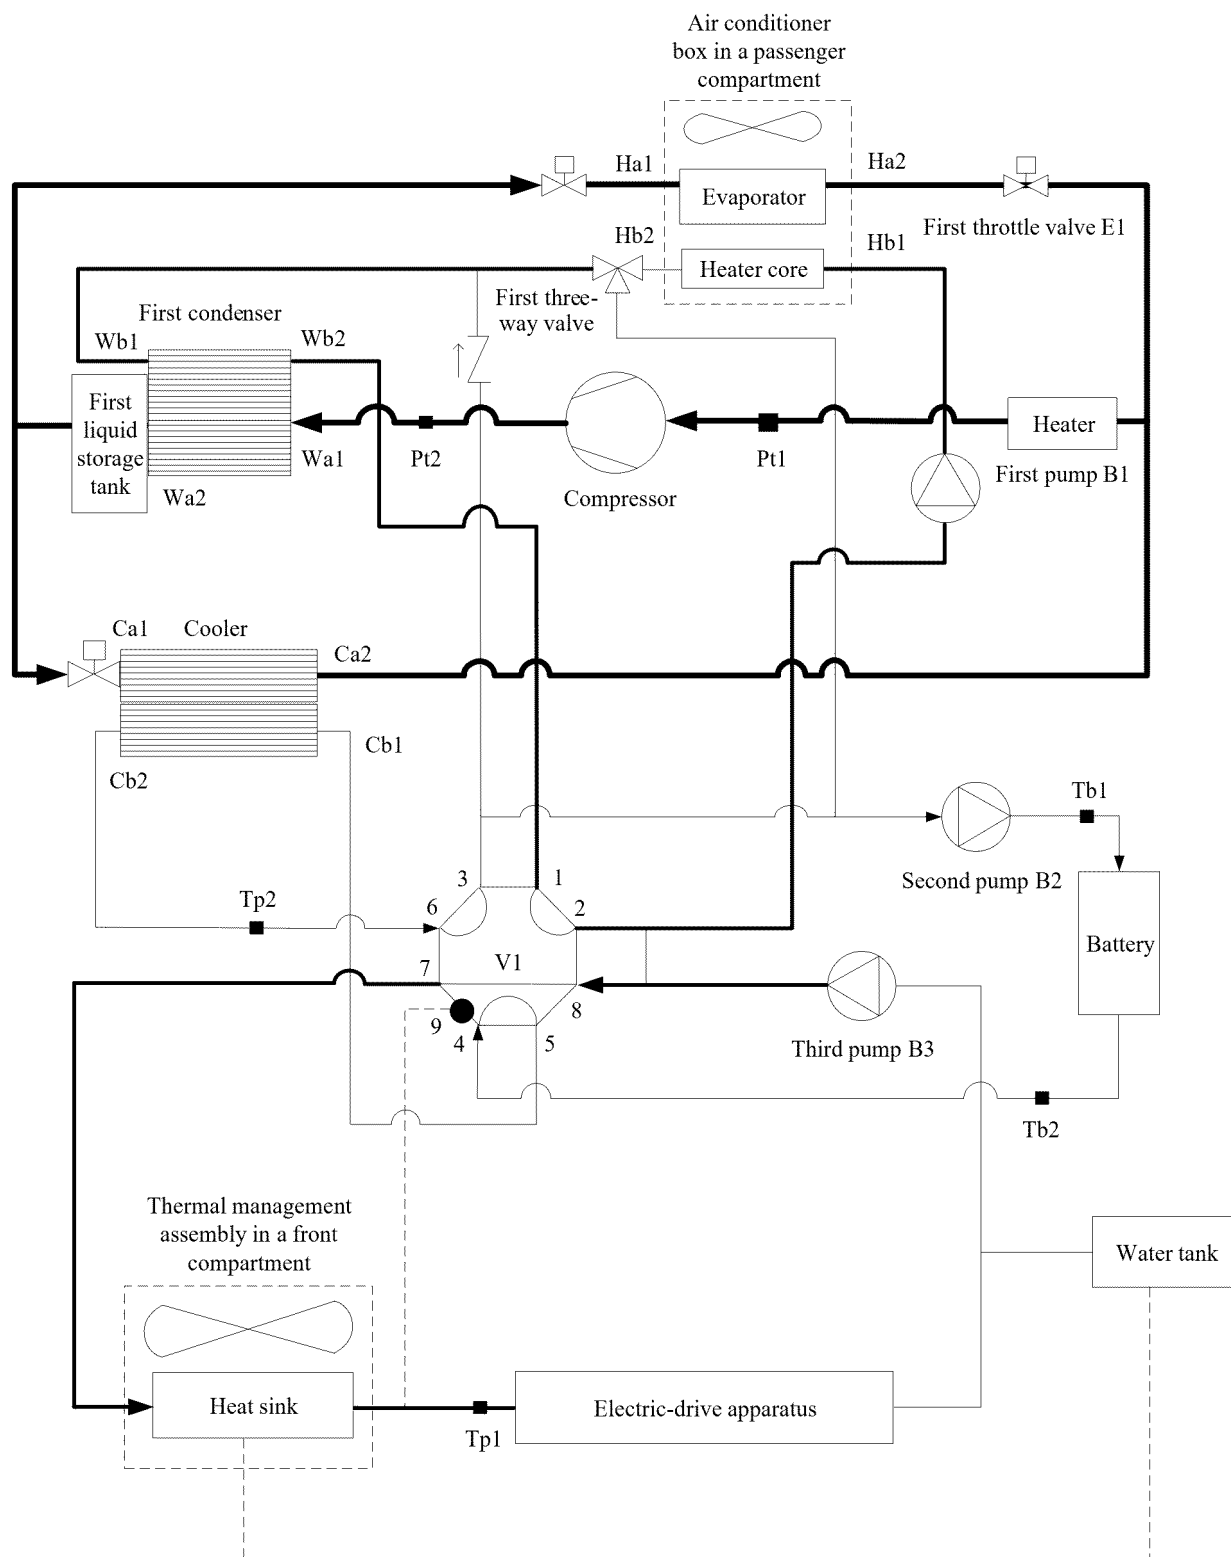 Air conditioner
box in a passenger
compartment
Ha1
Ha2
Evaporator
First throttle valve E1
Hb2
Hb1
Heater core
First three-
way valve
First condenser
Wb1
Wb2
First
liquid
storage
tank
Wa1
Wa2
Pt2
Compressor
Pt1
Heater
First pump B1
Ca1
Cooler
Ca2
Cb1
Cb2
Tb1
Second pump B2
Battery
Tp2
3
1
6
2
V1
7
8
9
4
5
Third pump B3
Tb2
Thermal management
assembly in a front
compartment
Water tank
Heat sink
Tp1
Electric-drive apparatus